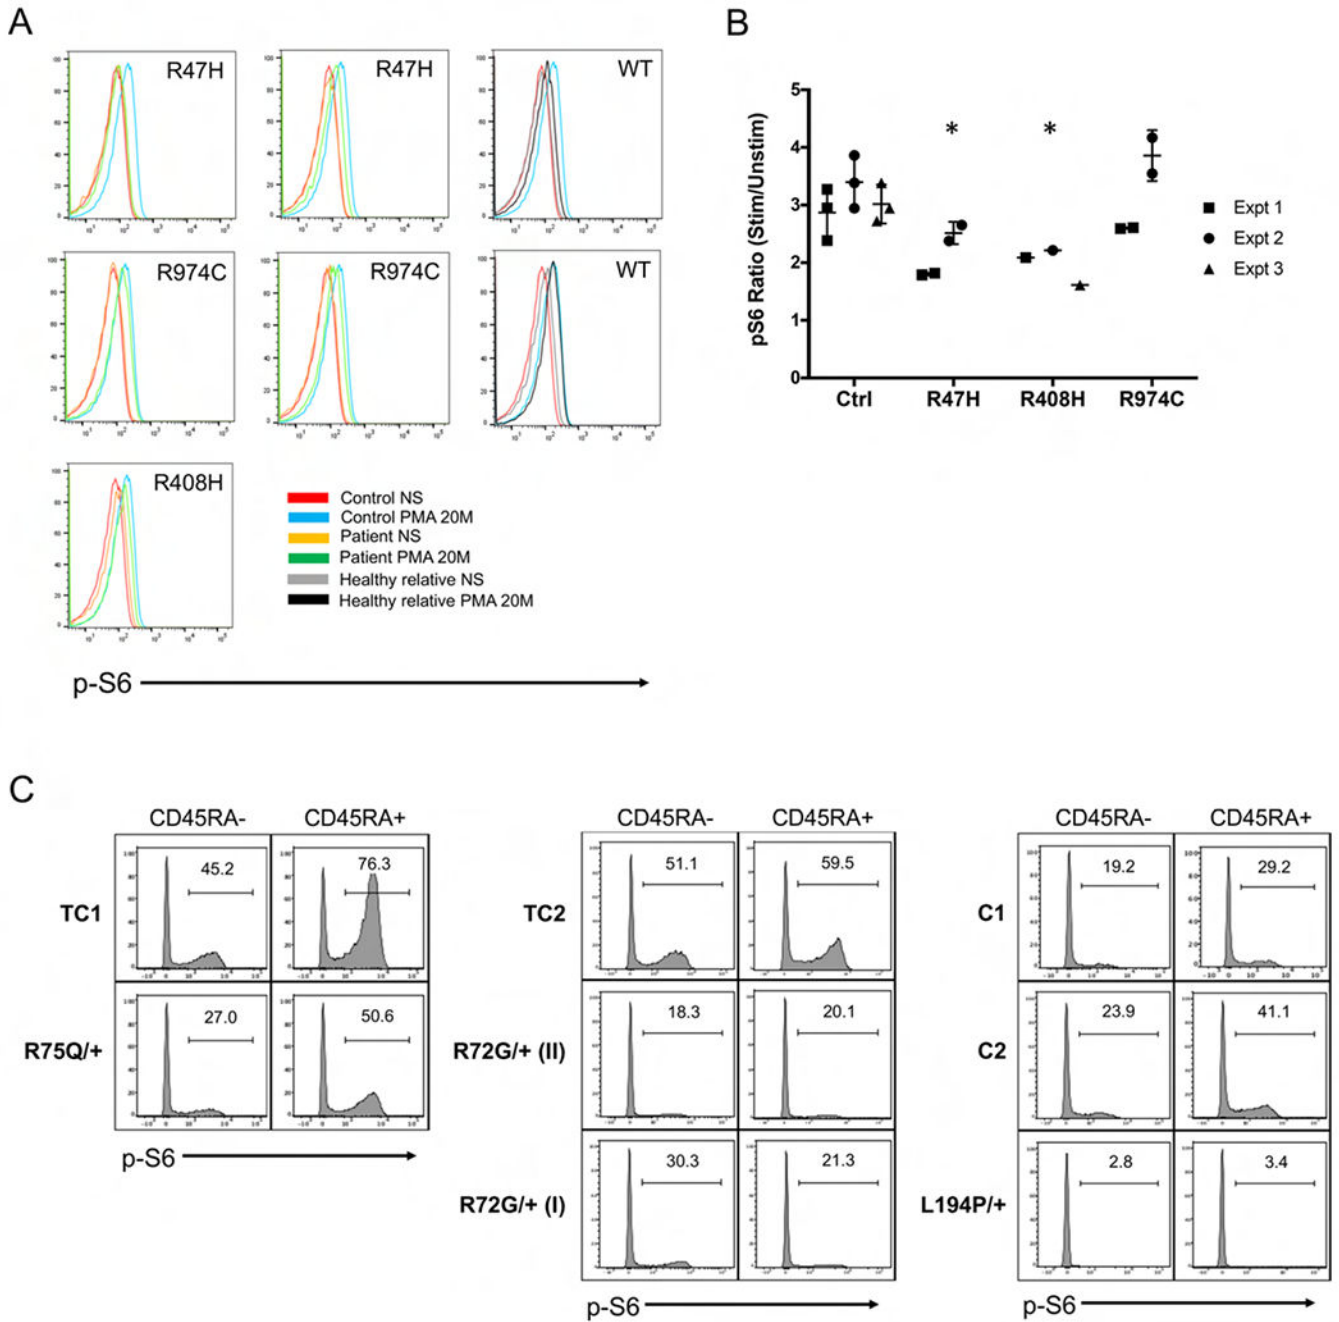 A
R47H
R47H
WT
R974C
R974C
WT
R408H
Control NS
Control PMA 20M
Patient NS
Patient PMA 20M
Healthy relative NS
Healthy relative PMA 20M
p-S6
B
pS6 Ratio (Stim/Unstim)
5
4
3
2
1
0
*
*
Ctrl
R47H
R408H
R974C
Expt 1
Expt 2
Expt 3
C
CD45RA-
CD45RA+
TC1
45.2
76.3
R75Q/+
27.0
50.6
p-S6
CD45RA-
CD45RA+
TC2
51.1
59.5
R72G/+ (II)
18.3
20.1
R72G/+ (I)
30.3
21.3
p-S6
CD45RA-
CD45RA+
C1
19.2
29.2
C2
23.9
41.1
L194P/+
2.8
3.4
p-S6